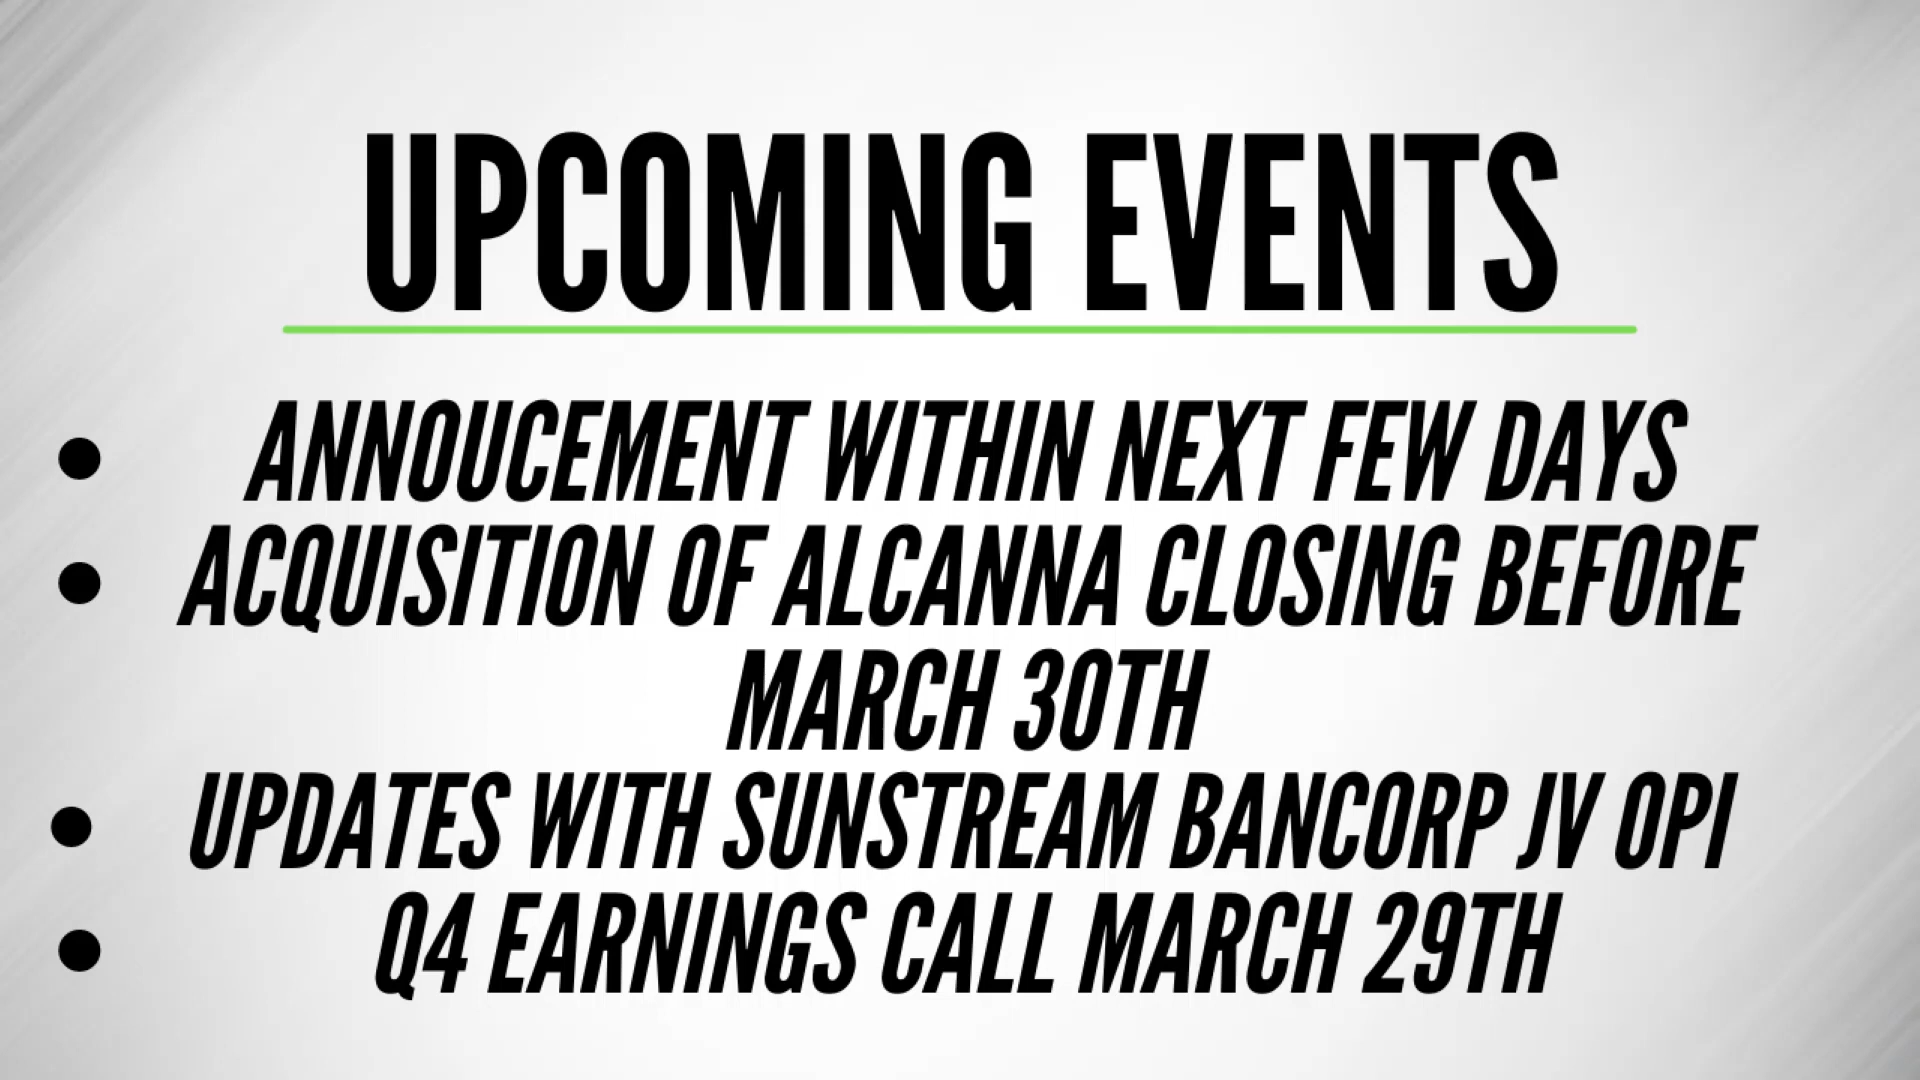 UPCOMING EVENTS
ANNOUCEMENT WITHIN NEXT FEW DAYS
ACQUISITION OF ALCANNA CLOSING BEFORE
MARCH 30TH
UPDATES WITH SUNSTREAM BANCORP JV OPI
Q4 EARNINGS CALL MARCH 29TH